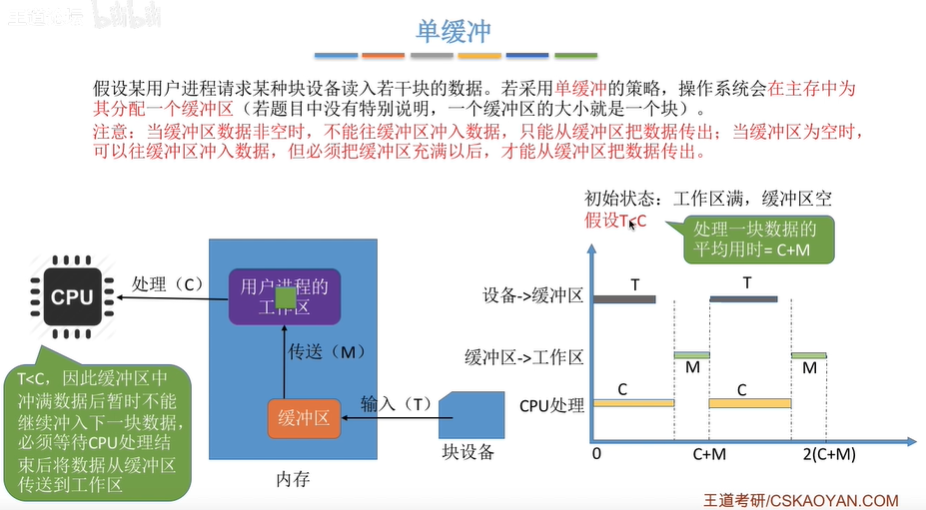 bilibili
单缓冲
假设某用户进程请求某种块设备读入若干块的数据。若采用单缓冲的策略，操作系统会在主存中为
其分配一个缓冲区（若题目中没有特别说明，一个缓冲区的大小就是一个块）。
注意：当缓冲区数据非空时，不能往缓冲区冲入数据，只能从缓冲区把数据传出；当缓冲区为空时，
可以往缓冲区冲入数据，但必须把缓冲区充满以后，才能从缓冲区把数据传出。
初始状态：工作区满，缓冲区空
假设T<C
处理一块数据的
平均用时= C+M
CPU
处理（C）
用户进程的
工作区
传送（M）
缓冲区
输入（T）
块设备
内存
T<C，因此缓冲区中
冲满数据后暂时不能
继续冲入下一块数据，
必须等待CPU处理结
束后将数据从缓冲区
传送到工作区
设备->缓冲区
T
T
缓冲区->工作区
M
M
CPU处理
C
C
0
C+M
2(C+M)
王道考研/CSKAOYAN.COM